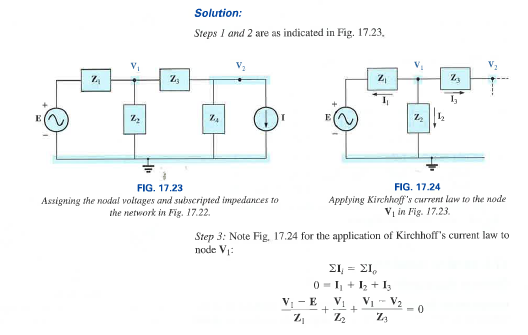 Solution:
Steps 1 and 2 are as indicated in Fig. 17.23,
V₁
V₂
Z₁
Z₃
+
E
Z₂
Z₄
I
−
V₁
V₂
Z₁
Z₃
I₁
I₃
+
E
Z₂
I₂
−
FIG. 17.23
Assigning the nodal voltages and subscripted impedances to
the network in Fig. 17.22.
FIG. 17.24
Applying Kirchhoff's current law to the node
V₁ in Fig. 17.23.
Step 3: Note Fig. 17.24 for the application of Kirchhoff's current law to
node V₁:
ΣIᵢ = ΣIₒ
0 = I₁ + I₂ + I₃
(V₁ − E)/Z₁ + V₁/Z₂ + (V₁ − V₂)/Z₃ = 0